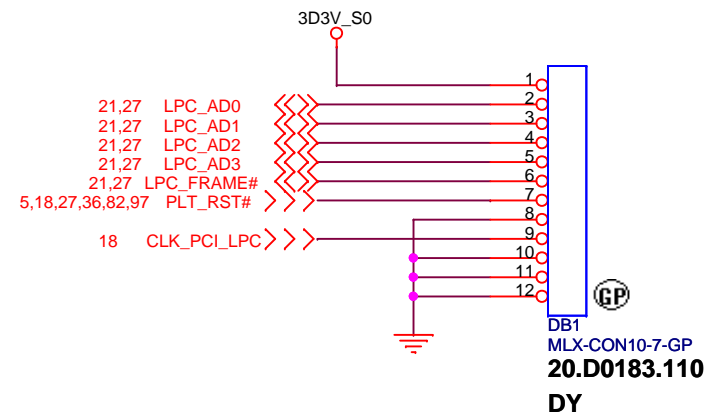 3D3V_S0
1
21,27 LPC_AD0 2
21,27 LPC_AD1 3
21,27 LPC_AD2 4
21,27 LPC_AD3 5
21,27 LPC_FRAME# 6
5,18,27,36,82,97 PLT_RST# 7
8
18 CLK_PCI_LPC 9
10
11
12
GP
DB1
MLX-CON10-7-GP
20.D0183.110
DY